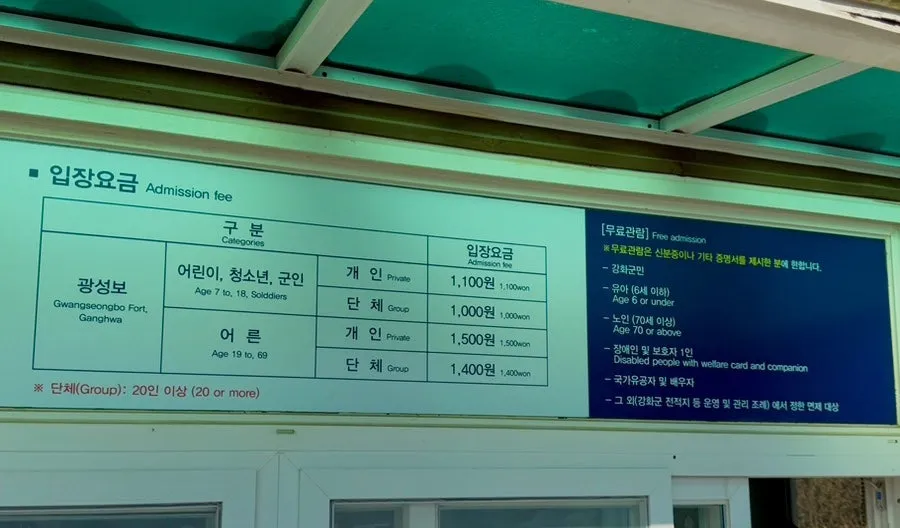 ▪ 입장요금 Admission fee
구 분
Categories
입장요금
Admission fee
광성보
Gwangseongbo Fort,
Ganghwa
어린이, 청소년, 군인
Age 7 to, 18, Solddiers
개 인 Private
1,100원 1,100won
단 체 Group
1,000원 1,000won
어 른
Age 19 to, 69
개 인 Private
1,500원 1,500won
단 체 Group
1,400원 1,400won
※ 단체(Group): 20인 이상 (20 or more)
[무료관람] Free admission
※무료관람은 신분증이나 기타 증명서를 제시한 분에 한합니다.
– 강화군민
– 유아 (6세 이하)
Age 6 or under
– 노인 (70세 이상)
Age 70 or above
– 장애인 및 보호자 1인
Disabled people with welfare card and companion
– 국가유공자 및 배우자
– 그 외(강화군 전적지 등 운영 및 관리 조례) 에서 정한 면제 대상